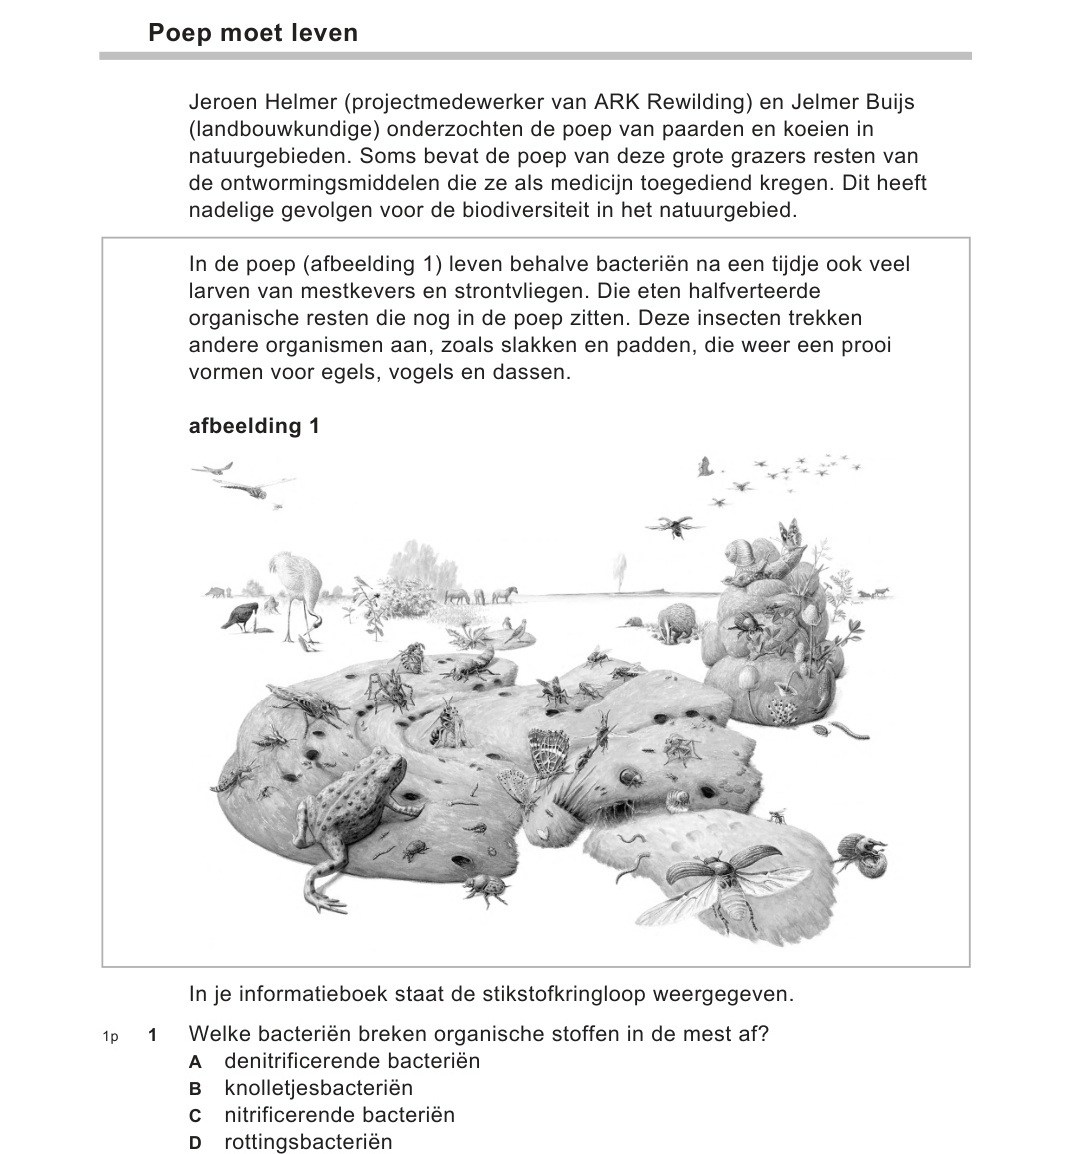 Poep moet leven
Jeroen Helmer (projectmedewerker van ARK Rewilding) en Jelmer Buijs
(landbouwkundige) onderzochten de poep van paarden en koeien in
natuurgebieden. Soms bevat de poep van deze grote grazers resten van
de ontwormingsmiddelen die ze als medicijn toegediend kregen. Dit heeft
nadelige gevolgen voor de biodiversiteit in het natuurgebied.
In de poep (afbeelding 1) leven behalve bacteriën na een tijdje ook veel
larven van mestkevers en strontvliegen. Die eten halfverteerde
organische resten die nog in de poep zitten. Deze insecten trekken
andere organismen aan, zoals slakken en padden, die weer een prooi
vormen voor egels, vogels en dassen.
afbeelding 1
In je informatieboek staat de stikstofkringloop weergegeven.
1p 1 Welke bacteriën breken organische stoffen in de mest af?
A denitrificerende bacteriën
B knolletjesbacteriën
C nitrificerende bacteriën
D rottingsbacteriën